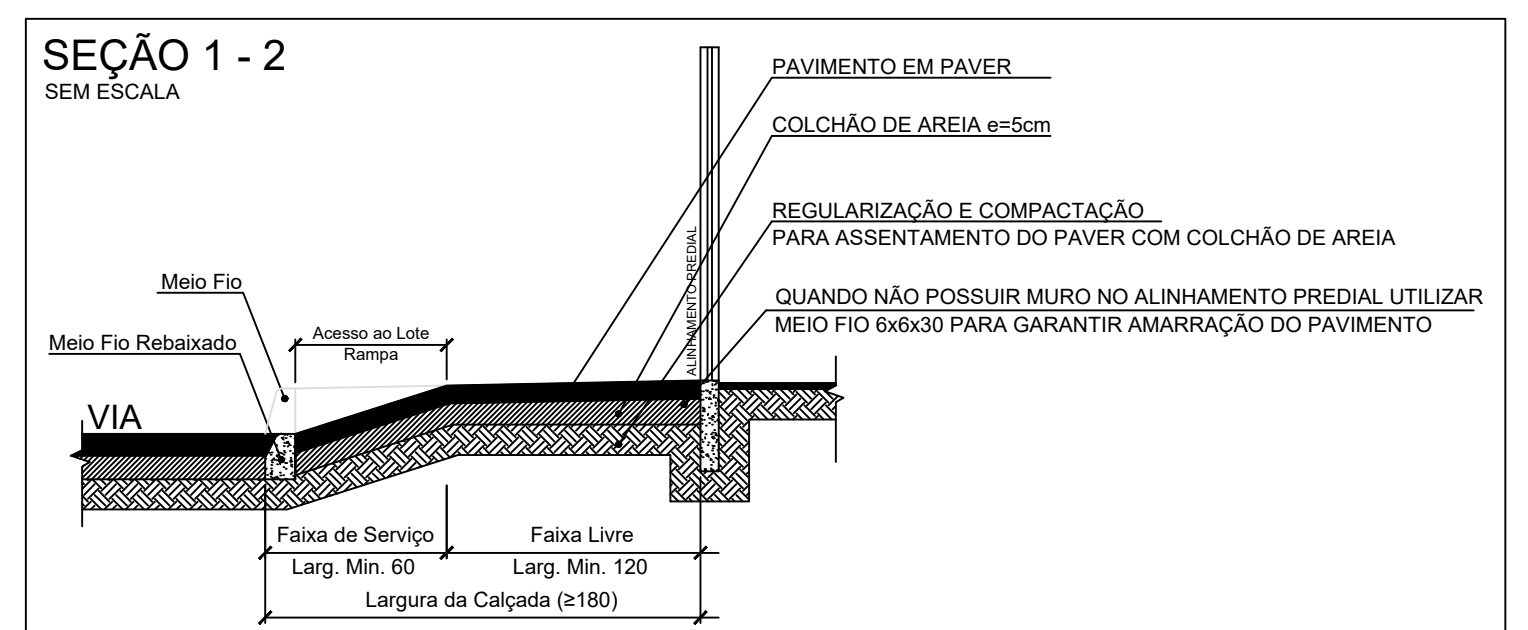 SEÇÃO 1 - 2
SEM ESCALA
PAVIMENTO EM PAVER
COLCHÃO DE AREIA e=5cm
REGULARIZAÇÃO E COMPACTAÇÃO
PARA ASSENTAMENTO DO PAVER COM COLCHÃO DE AREIA
QUANDO NÃO POSSUIR MURO NO ALINHAMENTO PREDIAL UTILIZAR
MEIO FIO 6x6x30 PARA GARANTIR AMARRAÇÃO DO PAVIMENTO
ALINHAMENTO PREDIAL
Meio Fio
Meio Fio Rebaixado
Acesso ao Lote
Rampa
VIA
Faixa de Serviço
Larg. Min. 60
Faixa Livre
Larg. Min. 120
Largura da Calçada (≥180)